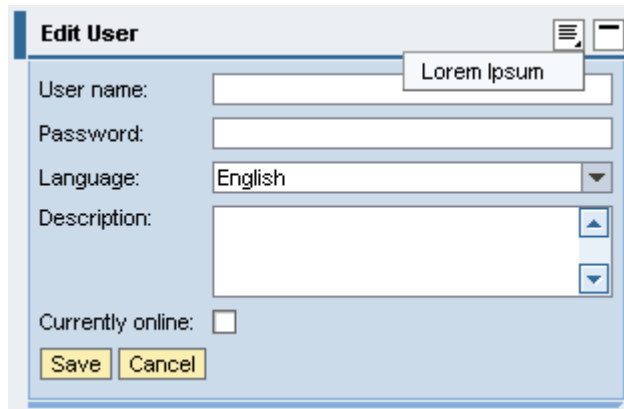 Edit User
Lorem Ipsum
User name:
Password:
Language: English
Description:
Currently online:
Save Cancel